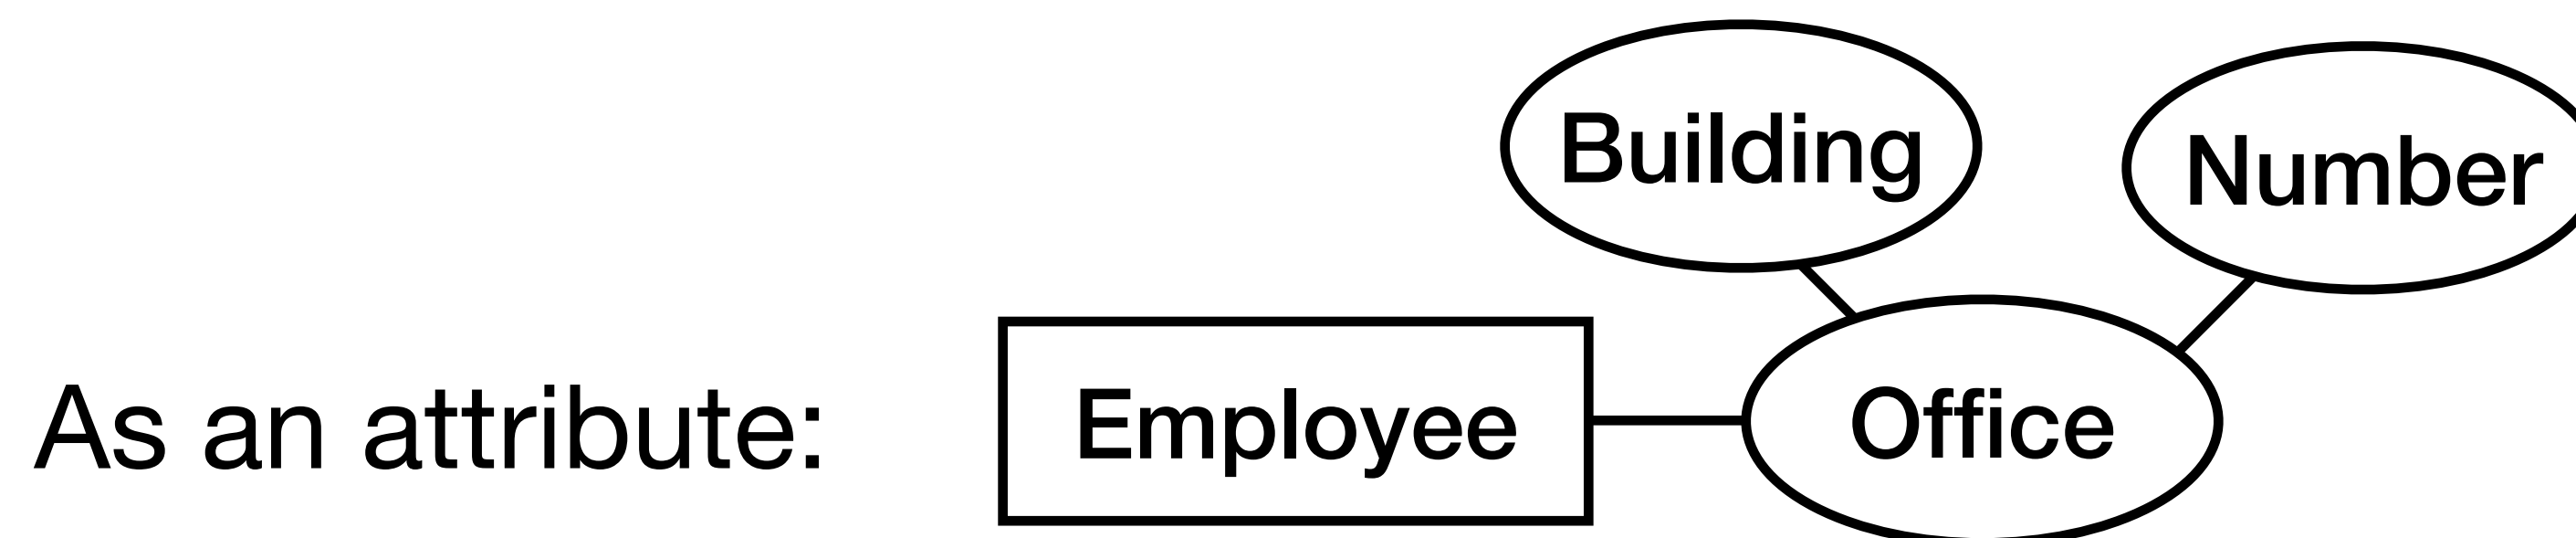 Building
Number
As an attribute:
Employee
Office